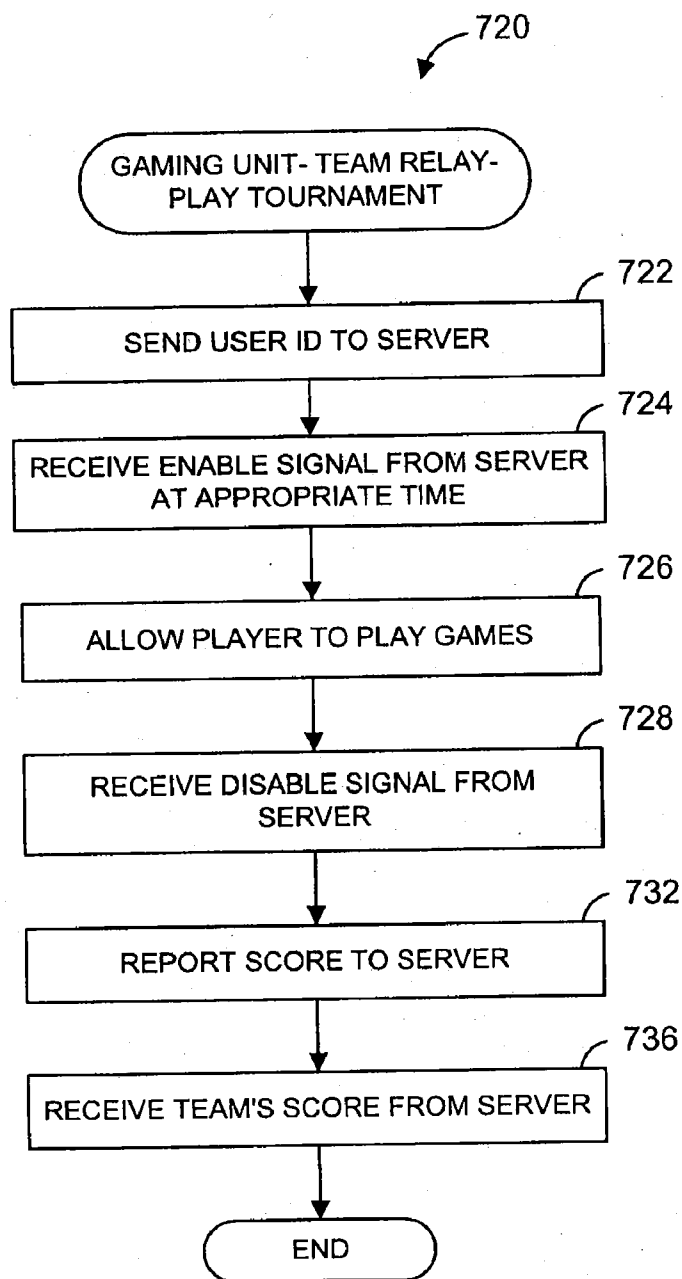 720
GAMING UNIT- TEAM RELAY-
PLAY TOURNAMENT
722
SEND USER ID TO SERVER
724
RECEIVE ENABLE SIGNAL FROM SERVER
AT APPROPRIATE TIME
726
ALLOW PLAYER TO PLAY GAMES
728
RECEIVE DISABLE SIGNAL FROM
SERVER
732
REPORT SCORE TO SERVER
736
RECEIVE TEAM'S SCORE FROM SERVER
END